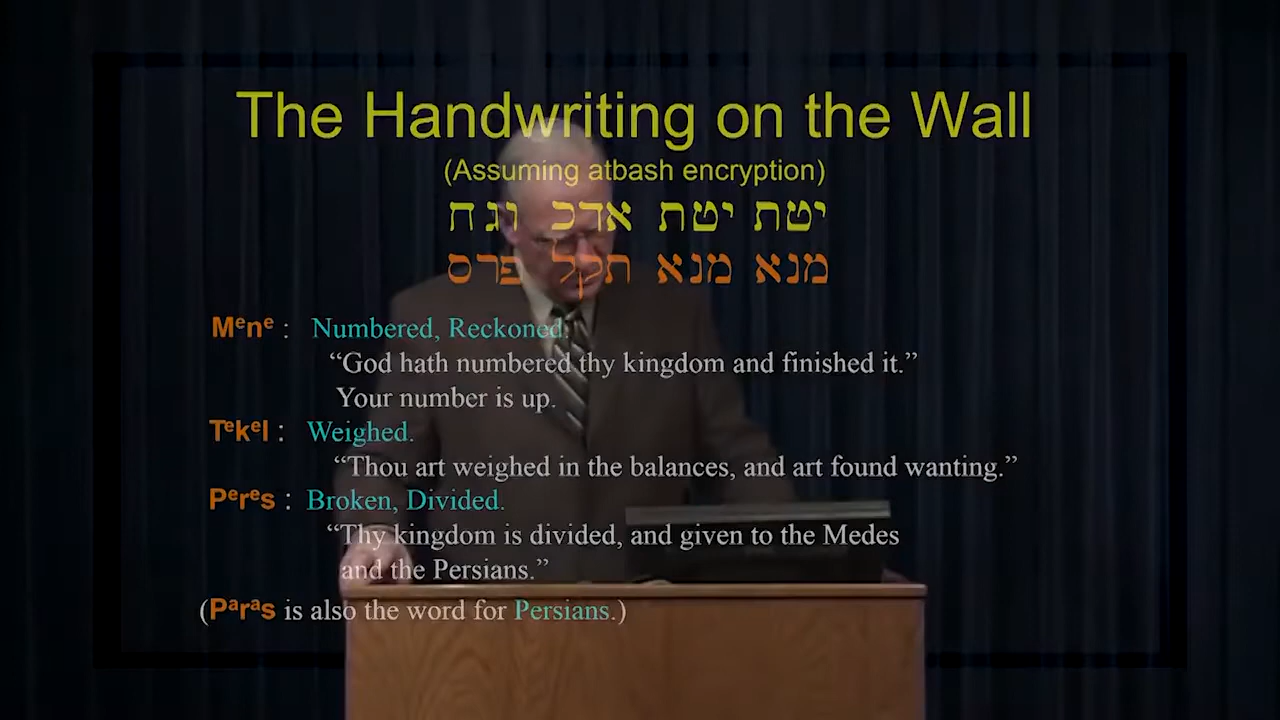 The Handwriting on the Wall
(Assuming atbash encryption)
יטת יטת אדכ וגח
מנא מנא תקל פרס
Mene : Numbered, Reckoned.
“God hath numbered thy kingdom and finished it.”
Your number is up.
Tekel : Weighed.
“Thou art weighed in the balances, and art found wanting.”
Peres : Broken, Divided.
“Thy kingdom is divided, and given to the Medes
and the Persians.”
(Paras is also the word for Persians.)